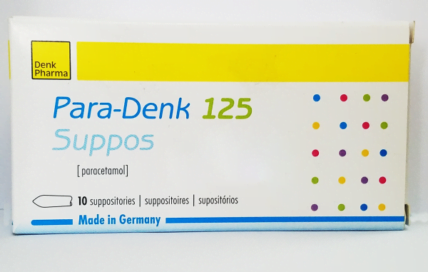 Denk
Pharma
Para-Denk 125
Suppos
[paracetamol]
10 suppositories | suppositoires | supositórios
Made in Germany